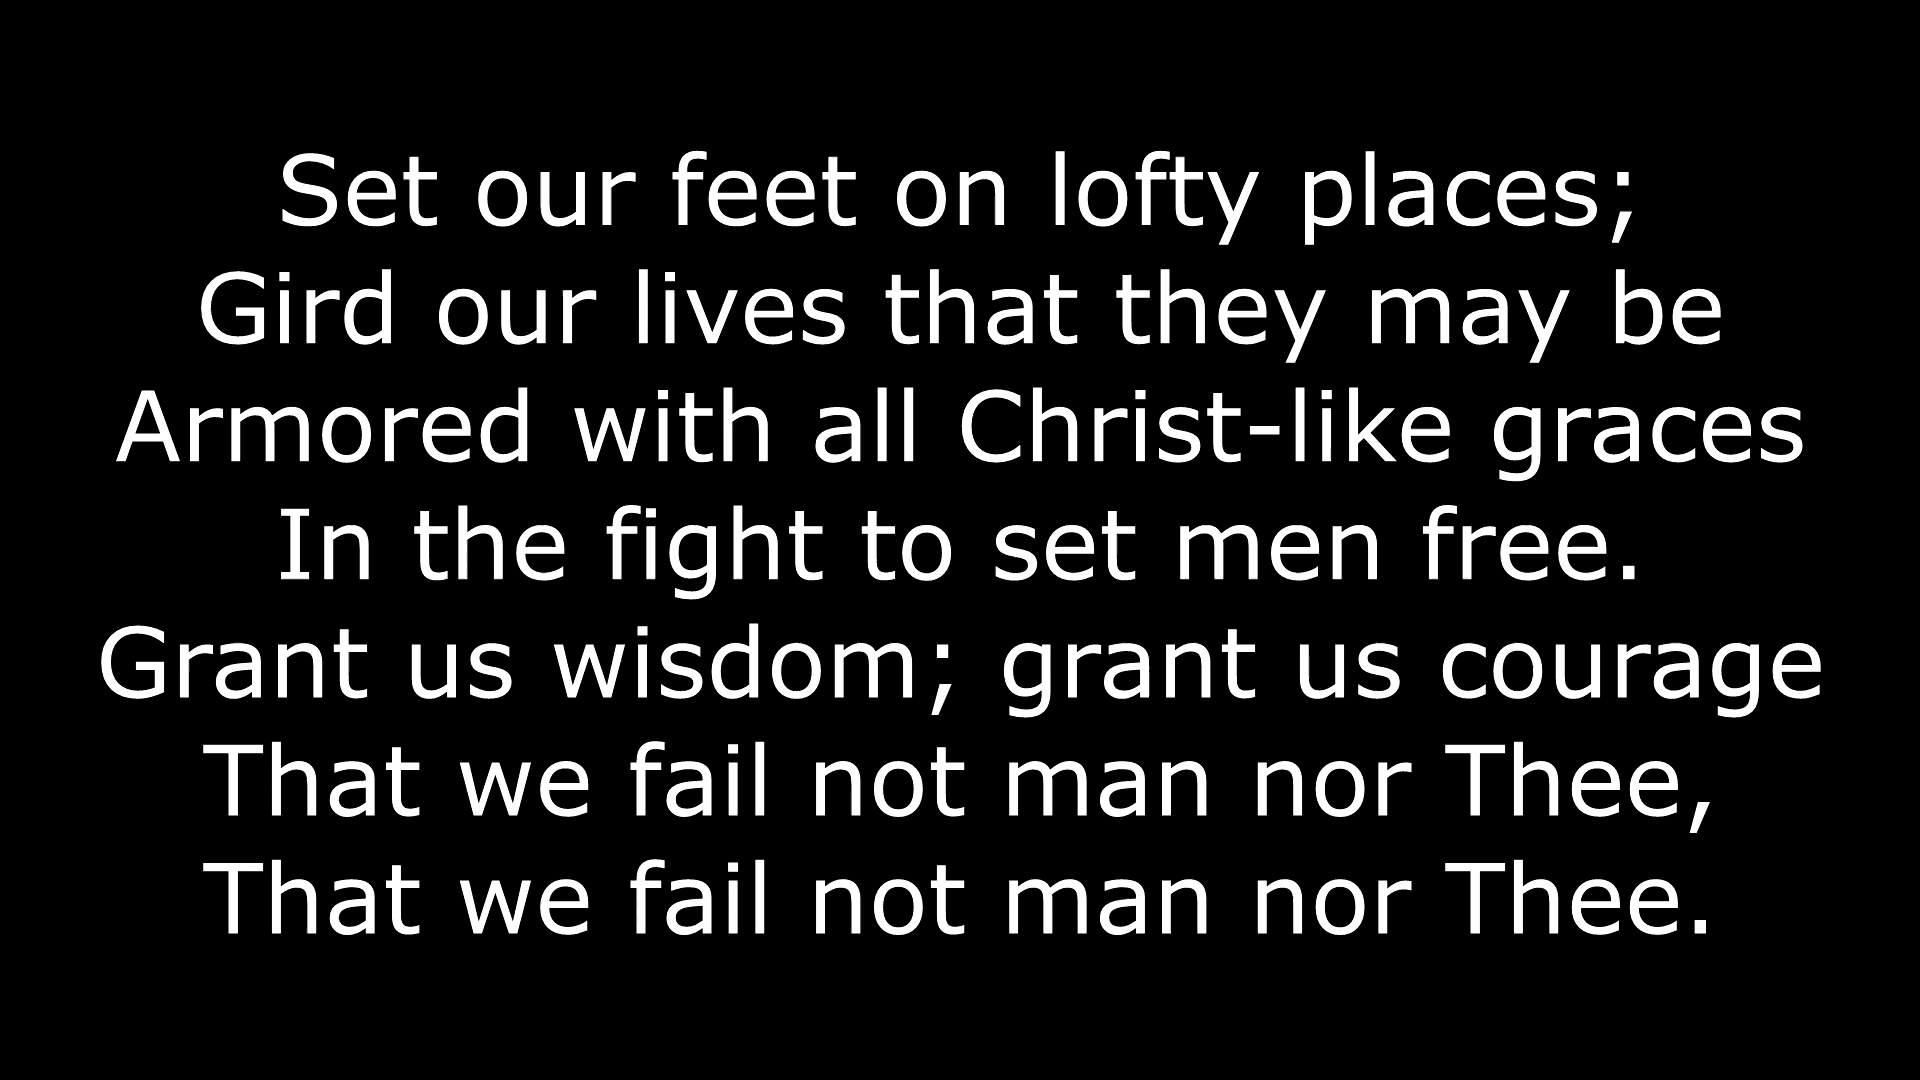 Set our feet on lofty places;
Gird our lives that they may be
Armored with all Christ-like graces
In the fight to set men free.
Grant us wisdom; grant us courage
That we fail not man nor Thee,
That we fail not man nor Thee.